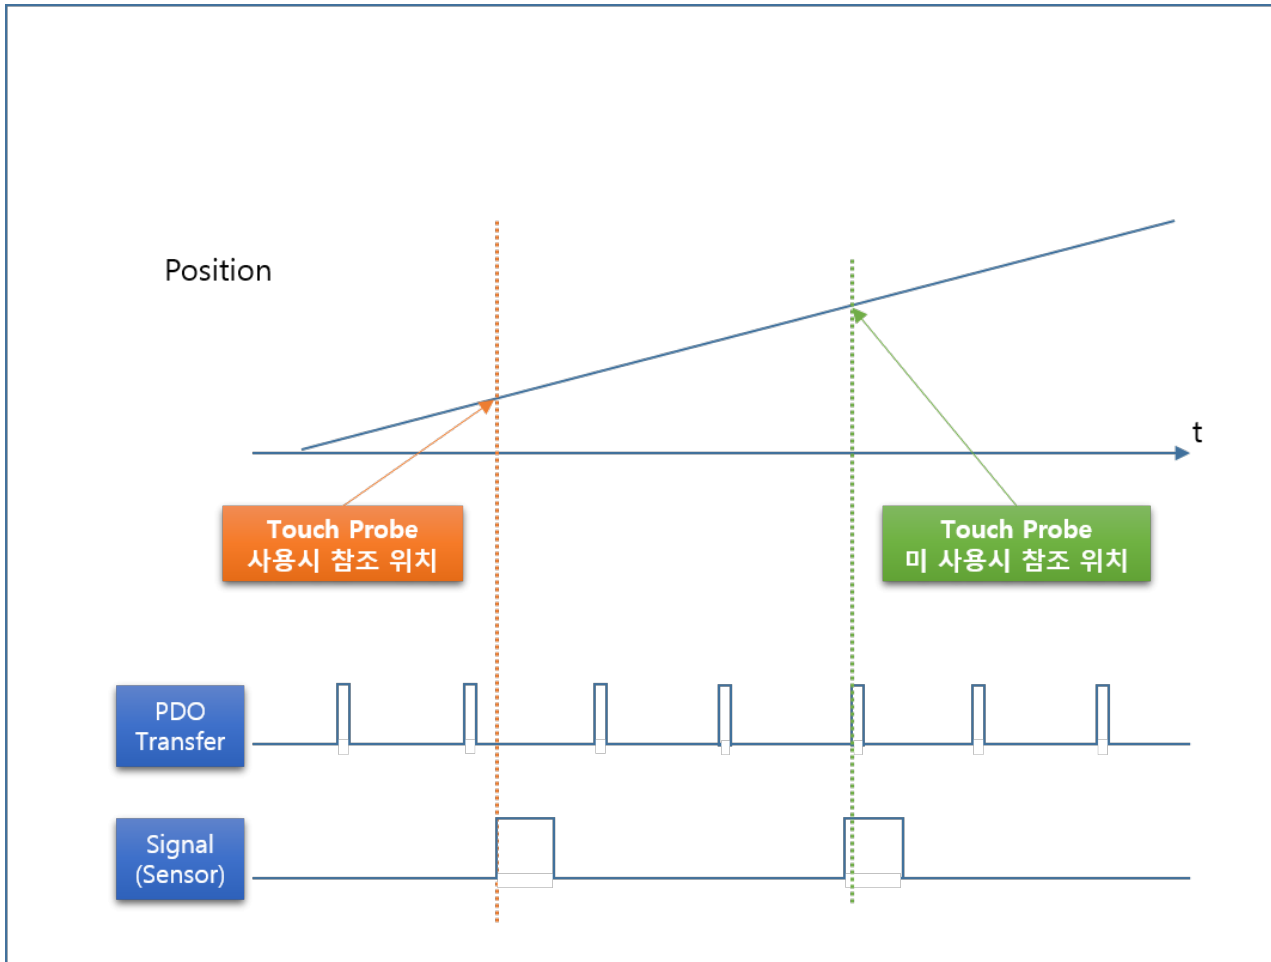 Position
t
Touch Probe
사용시 참조 위치
Touch Probe
미 사용시 참조 위치
PDO
Transfer
Signal
(Sensor)